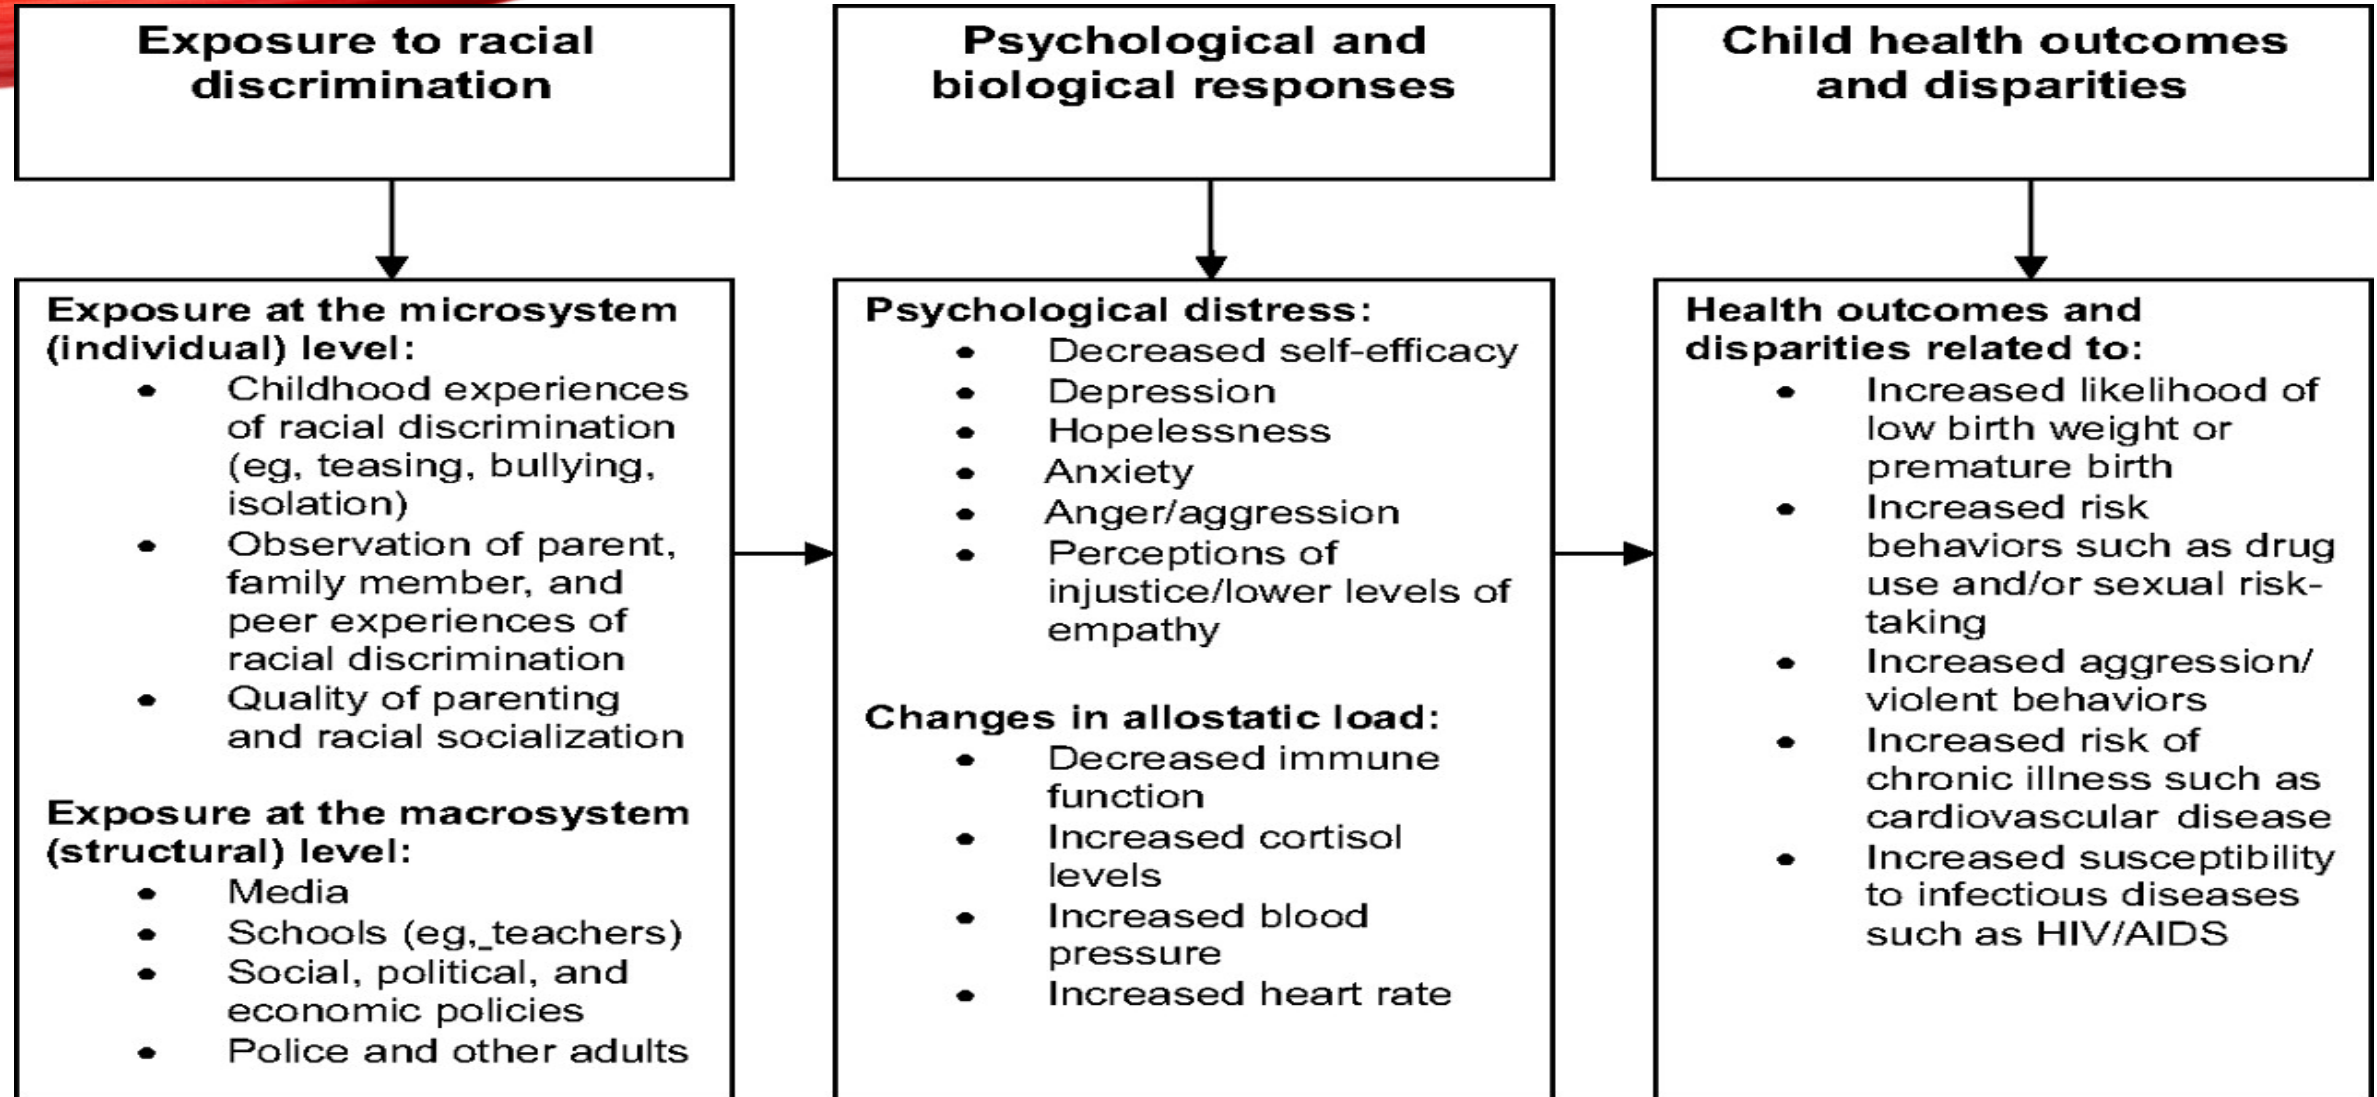 Exposure to racial
discrimination
Psychological and
biological responses
Child health outcomes
and disparities
Exposure at the microsystem
(individual) level:
• Childhood experiences
of racial discrimination
(eg, teasing, bullying,
isolation)
• Observation of parent,
family member, and
peer experiences of
racial discrimination
• Quality of parenting
and racial socialization
Exposure at the macrosystem
(structural) level:
• Media
• Schools (eg,_teachers)
• Social, political, and
economic policies
• Police and other adults
Psychological distress:
• Decreased self-efficacy
• Depression
• Hopelessness
• Anxiety
• Anger/aggression
• Perceptions of
injustice/lower levels of
empathy
Changes in allostatic load:
• Decreased immune
function
• Increased cortisol
levels
• Increased blood
pressure
• Increased heart rate
Health outcomes and
disparities related to:
• Increased likelihood of
low birth weight or
premature birth
• Increased risk
behaviors such as drug
use and/or sexual risk-
taking
• Increased aggression/
violent behaviors
• Increased risk of
chronic illness such as
cardiovascular disease
• Increased susceptibility
to infectious diseases
such as HIV/AIDS